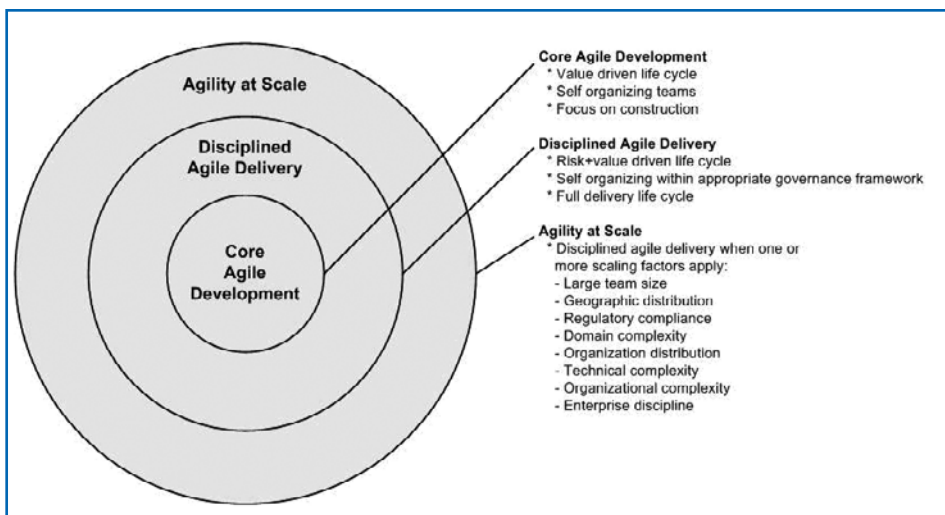 Agility at Scale
Disciplined
Agile Delivery
Core
Agile
Development
Core Agile Development
* Value driven life cycle
* Self organizing teams
* Focus on construction
Disciplined Agile Delivery
* Risk+value driven life cycle
* Self organizing within appropriate governance framework
* Full delivery life cycle
Agility at Scale
* Disciplined agile delivery when one or
more scaling factors apply:
- Large team size
- Geographic distribution
- Regulatory compliance
- Domain complexity
- Organization distribution
- Technical complexity
- Organizational complexity
- Enterprise discipline